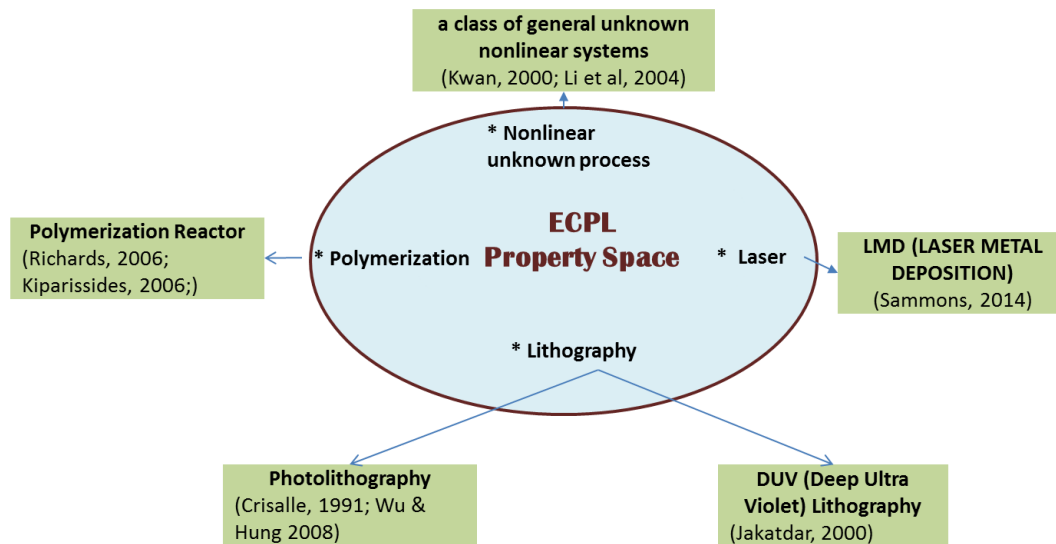 a class of general unknown
nonlinear systems
(Kwan, 2000; Li et al, 2004)
* Nonlinear
unknown process
ECPL
Property Space
Polymerization Reactor
(Richards, 2006;
Kiparissides, 2006;)
* Polymerization
* Laser
LMD (LASER METAL
DEPOSITION)
(Sammons, 2014)
* Lithography
Photolithography
(Crisalle, 1991; Wu &
Hung 2008)
DUV (Deep Ultra
Violet) Lithography
(Jakatdar, 2000)